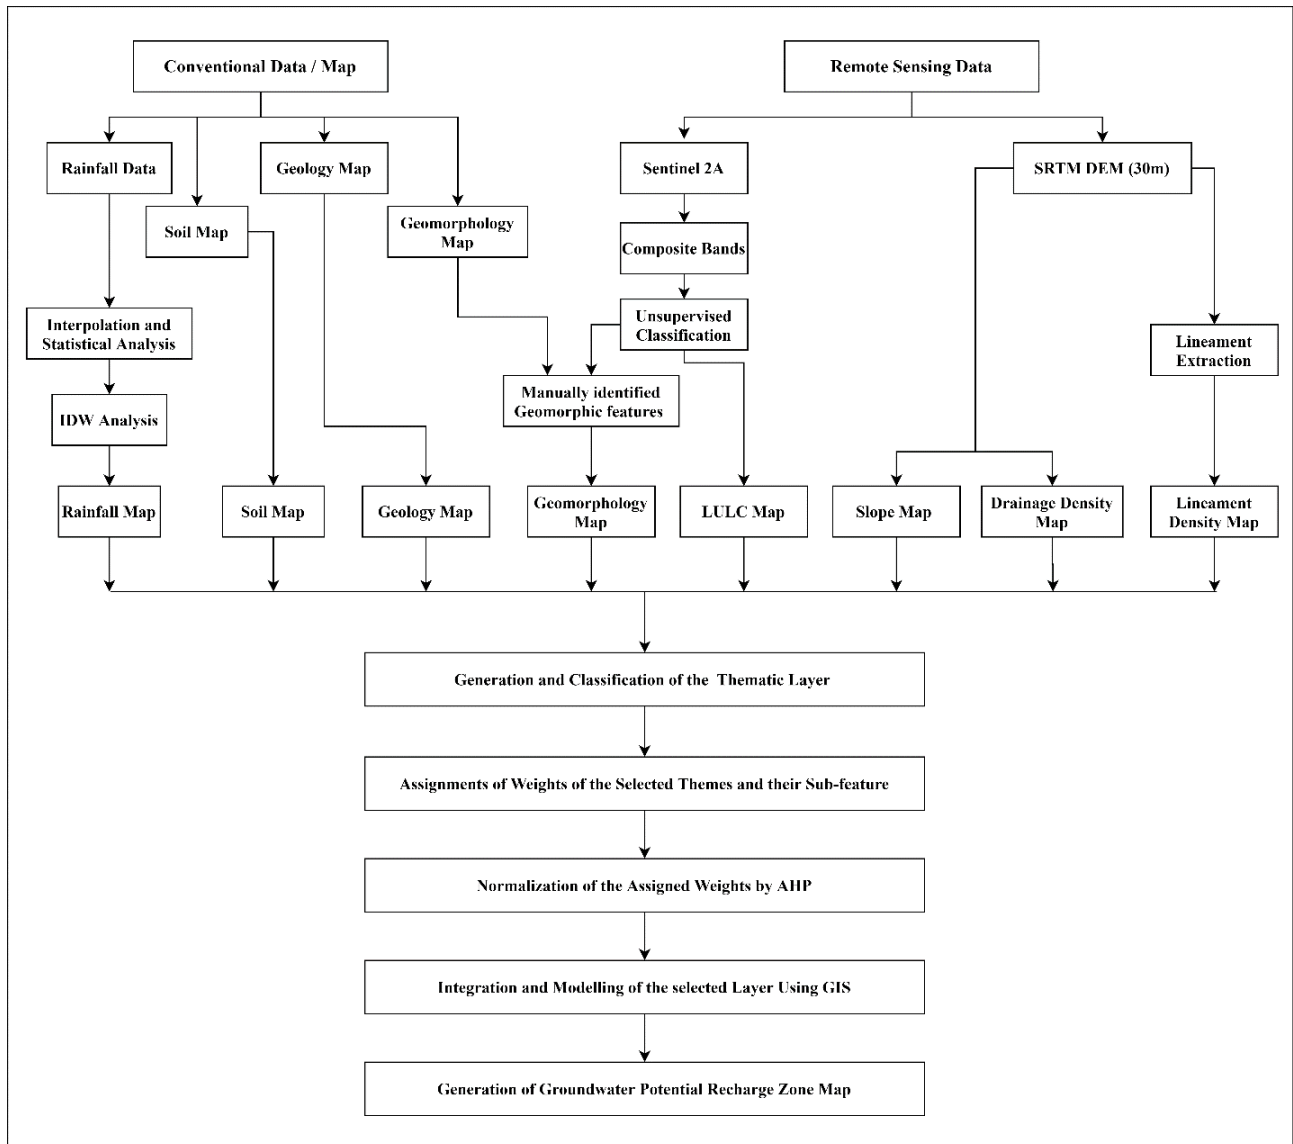 Conventional Data / Map
Remote Sensing Data
Rainfall Data
Geology Map
Sentinel 2A
SRTM DEM (30m)
Soil Map
Geomorphology
Map
Composite Bands
Interpolation and
Statistical Analysis
Unsupervised
Classification
Lineament
Extraction
Manually identified
Geomorphic features
IDW Analysis
Rainfall Map
Soil Map
Geology Map
Geomorphology
Map
LULC Map
Slope Map
Drainage Density
Map
Lineament
Density Map
Generation and Classification of the Thematic Layer
Assignments of Weights of the Selected Themes and their Sub-feature
Normalization of the Assigned Weights by AHP
Integration and Modelling of the selected Layer Using GIS
Generation of Groundwater Potential Recharge Zone Map